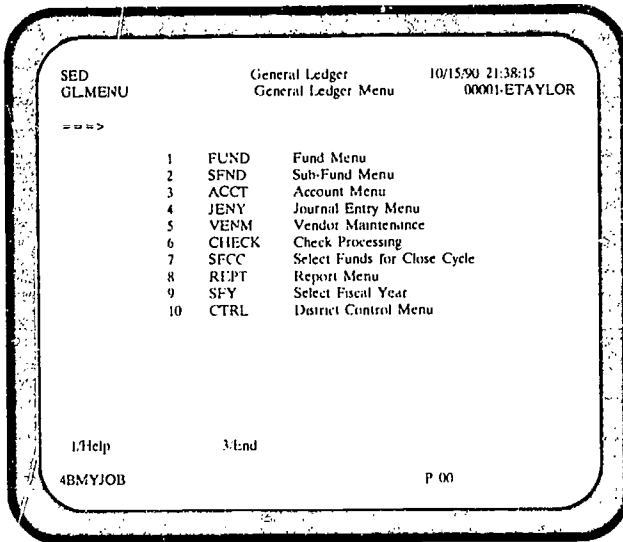 SED General Ledger 10/15/90 21:38:15
GL.MENU General Ledger Menu 00001-ETAYLOR
===>
1 FUND Fund Menu
2 SFND Sub-Fund Menu
3 ACCT Account Menu
4 JENY Journal Entry Menu
5 VENM Vendor Maintenance
6 CHECK Check Processing
7 SFCC Select Funds for Close Cycle
8 REPT Report Menu
9 SFY Select Fiscal Year
10 CTRL District Control Menu
1/Help 3/End
4BMYJOB P 00